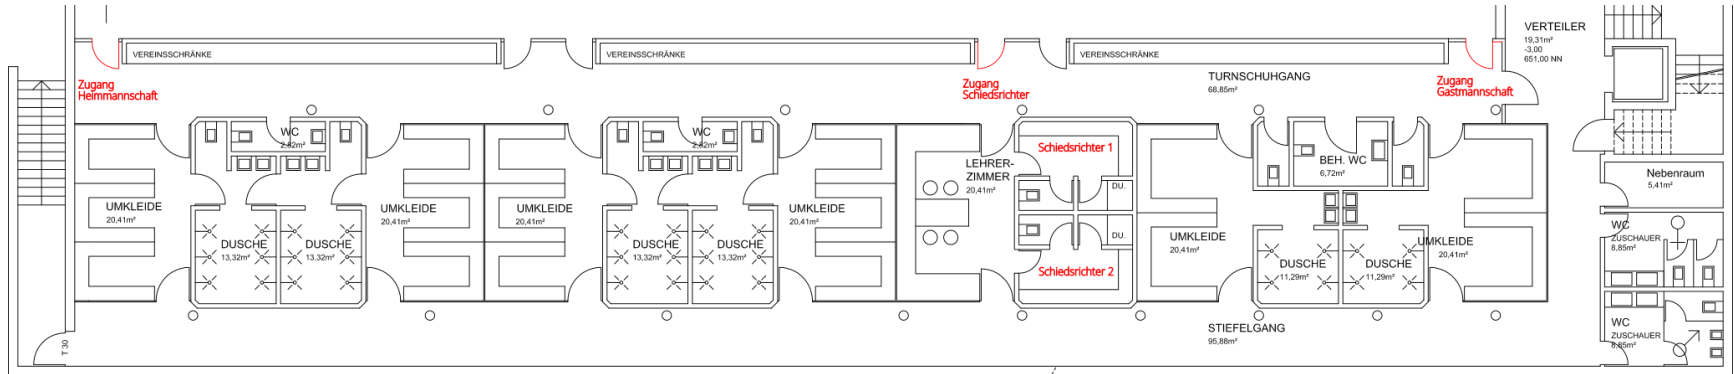 VERTEILER
19,31m²
-3.00
651,00 NN
VEREINSSCHRÄNKE
VEREINSSCHRÄNKE
VEREINSSCHRÄNKE
Zugang
Heimmannschaft
Zugang
Schiedsrichter
Zugang
Gastmannschaft
TURNSCHUHGANG
68,85m²
WC
2,82m²
WC
2,82m²
Schiedsrichter 1
LEHRER-
ZIMMER
20,41m²
BEH. WC
6,72m²
Nebenraum
5,41m²
DU.
UMKLEIDE
20,41m²
UMKLEIDE
20,41m²
UMKLEIDE
20,41m²
UMKLEIDE
20,41m²
DU.
UMKLEIDE
20,41m²
UMKLEIDE
20,41m²
WC
ZUSCHAUER
8,85m²
DUSCHE
13,32m²
DUSCHE
13,32m²
DUSCHE
13,32m²
DUSCHE
13,32m²
Schiedsrichter 2
DUSCHE
11,29m²
DUSCHE
11,29m²
STIEFELGANG
95,88m²
WC
ZUSCHAUER
8,85m²
T 30